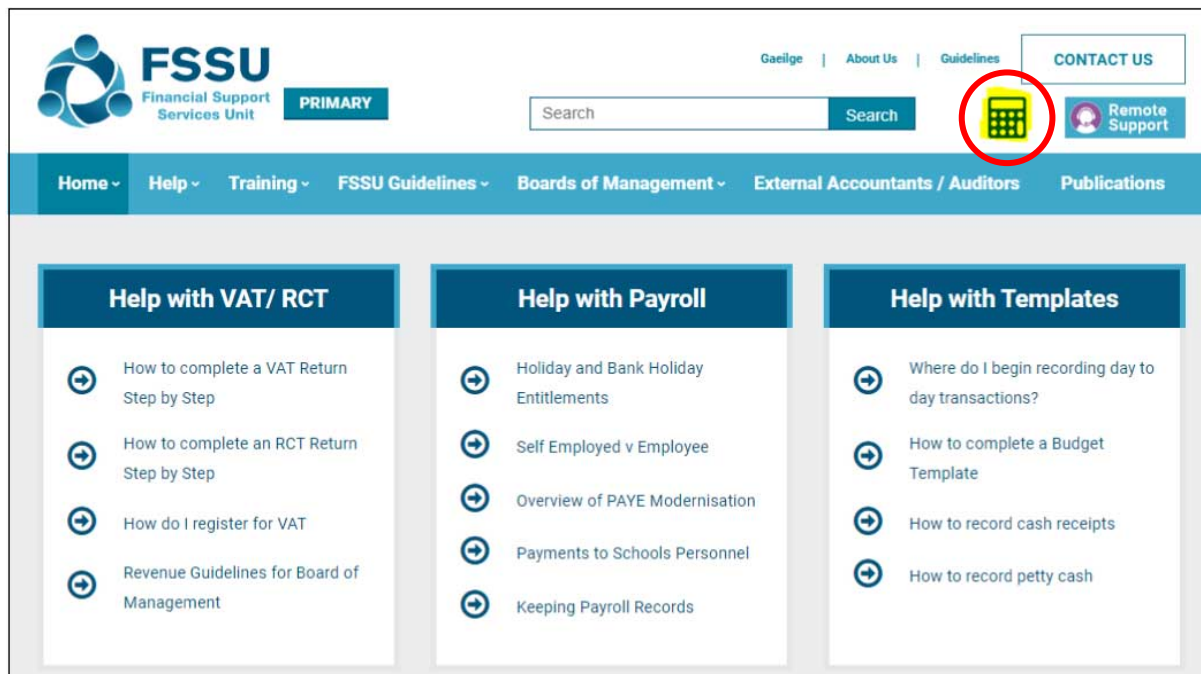 FSSU
Financial Support
Services Unit
PRIMARY
Gaeilge | About Us | Guidelines
CONTACT US
Search
Search
Remote
Support
Home
Help
Training
FSSU Guidelines
Boards of Management
External Accountants / Auditors
Publications
Help with VAT/ RCT
How to complete a VAT Return
Step by Step
How to complete an RCT Return
Step by Step
How do I register for VAT
Revenue Guidelines for Board of
Management
Help with Payroll
Holiday and Bank Holiday
Entitlements
Self Employed v Employee
Overview of PAYE Modernisation
Payments to Schools Personnel
Keeping Payroll Records
Help with Templates
Where do I begin recording day to
day transactions?
How to complete a Budget
Template
How to record cash receipts
How to record petty cash